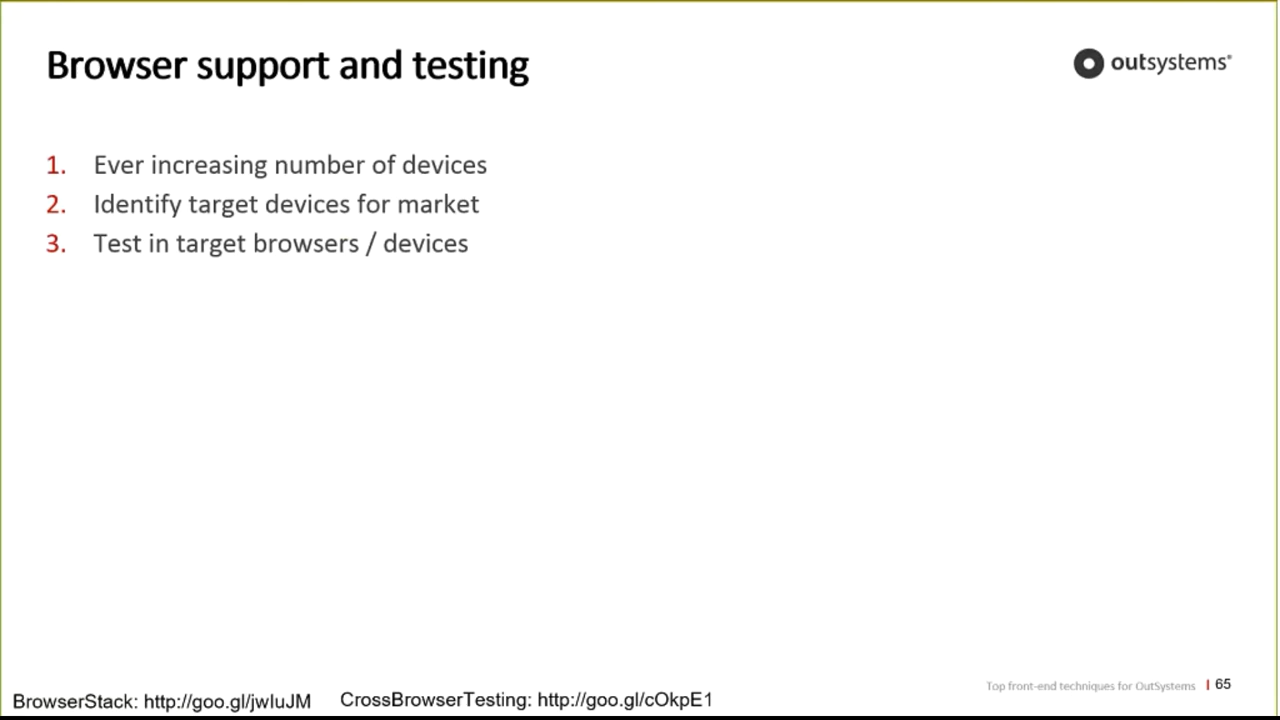 Browser support and testing
outsystems®
1. Ever increasing number of devices
2. Identify target devices for market
3. Test in target browsers / devices
Top front-end techniques for OutSystems | 65
BrowserStack: http://goo.gl/jwIuJM CrossBrowserTesting: http://goo.gl/cOkpE1